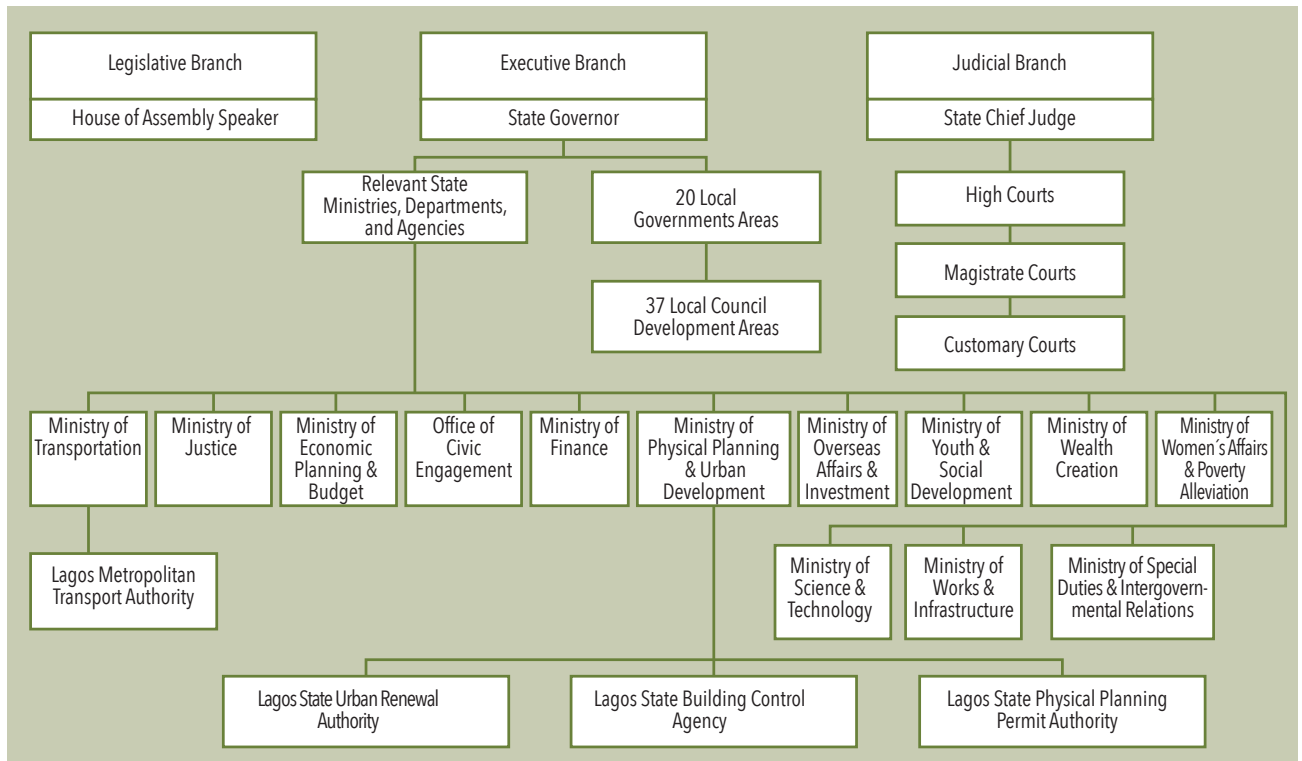 Legislative Branch
House of Assembly Speaker
Executive Branch
State Governor
Judicial Branch
State Chief Judge
Relevant State
Ministries, Departments,
and Agencies
20 Local
Governments Areas
37 Local Council
Development Areas
High Courts
Magistrate Courts
Customary Courts
Ministry of
Transportation
Ministry of
Justice
Ministry of
Economic
Planning &
Budget
Office of
Civic
Engagement
Ministry of
Finance
Ministry of
Physical Planning
& Urban
Development
Ministry of
Overseas
Affairs &
Investment
Ministry of
Youth &
Social
Development
Ministry of
Wealth
Creation
Ministry of
Women´s Affairs
& Poverty
Alleviation
Lagos Metropolitan
Transport Authority
Ministry of
Science &
Technology
Ministry of
Works &
Infrastructure
Ministry of Special
Duties & Intergovern-
mental Relations
Lagos State Urban Renewal
Authority
Lagos State Building Control
Agency
Lagos State Physical Planning
Permit Authority